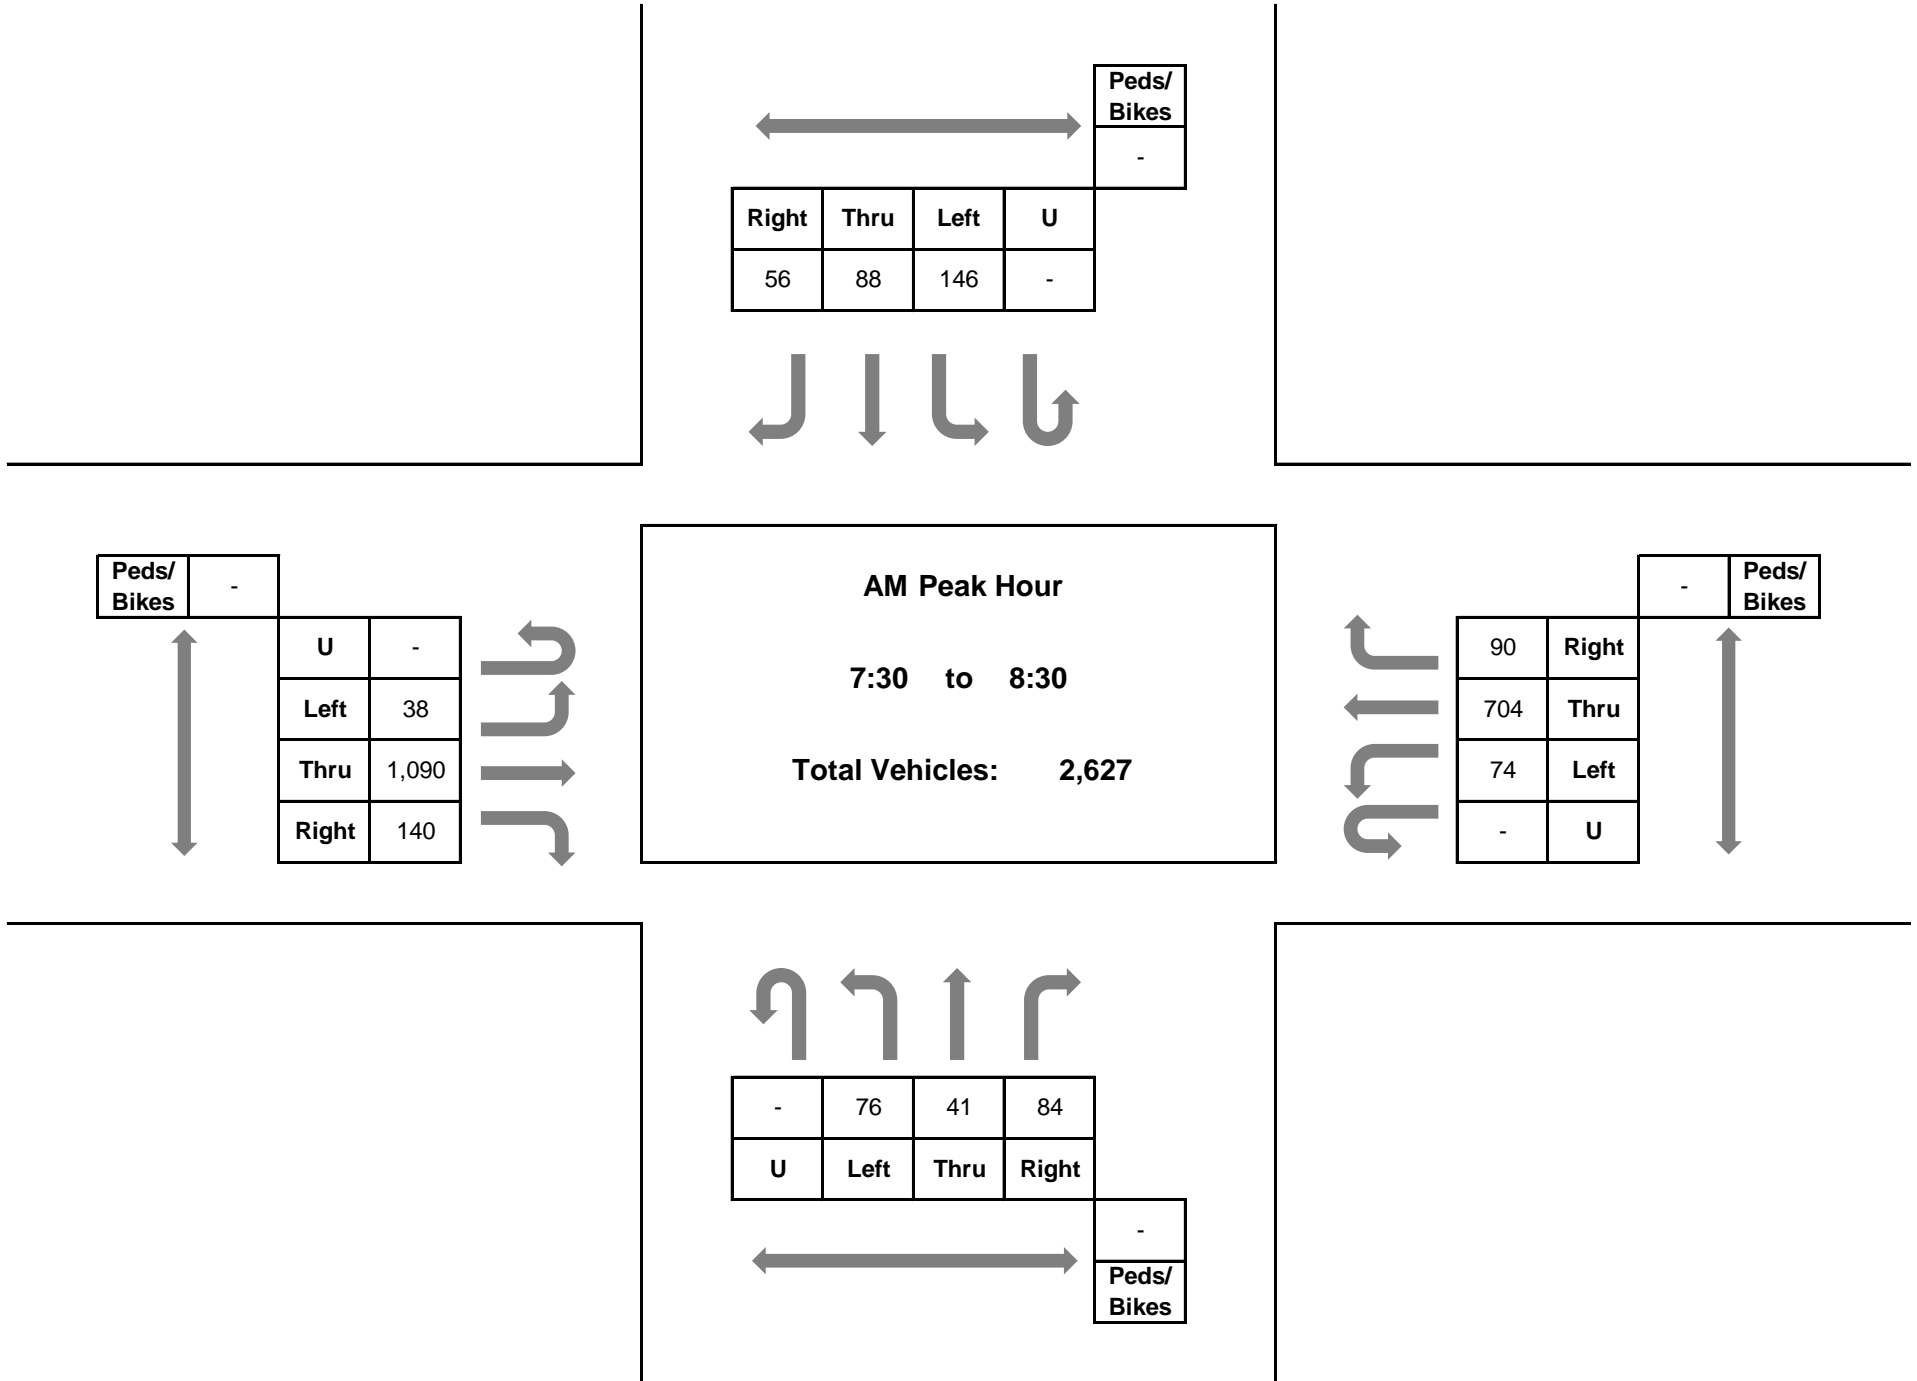 Peds/
Bikes
-
Right Thru Left U
56 88 146 -
Peds/
Bikes
-
U -
Left 38
Thru 1,090
Right 140
AM Peak Hour
7:30 to 8:30
Total Vehicles: 2,627
-
Peds/
Bikes
90 Right
704 Thru
74 Left
- U
- 76 41 84
U Left Thru Right
-
Peds/
Bikes